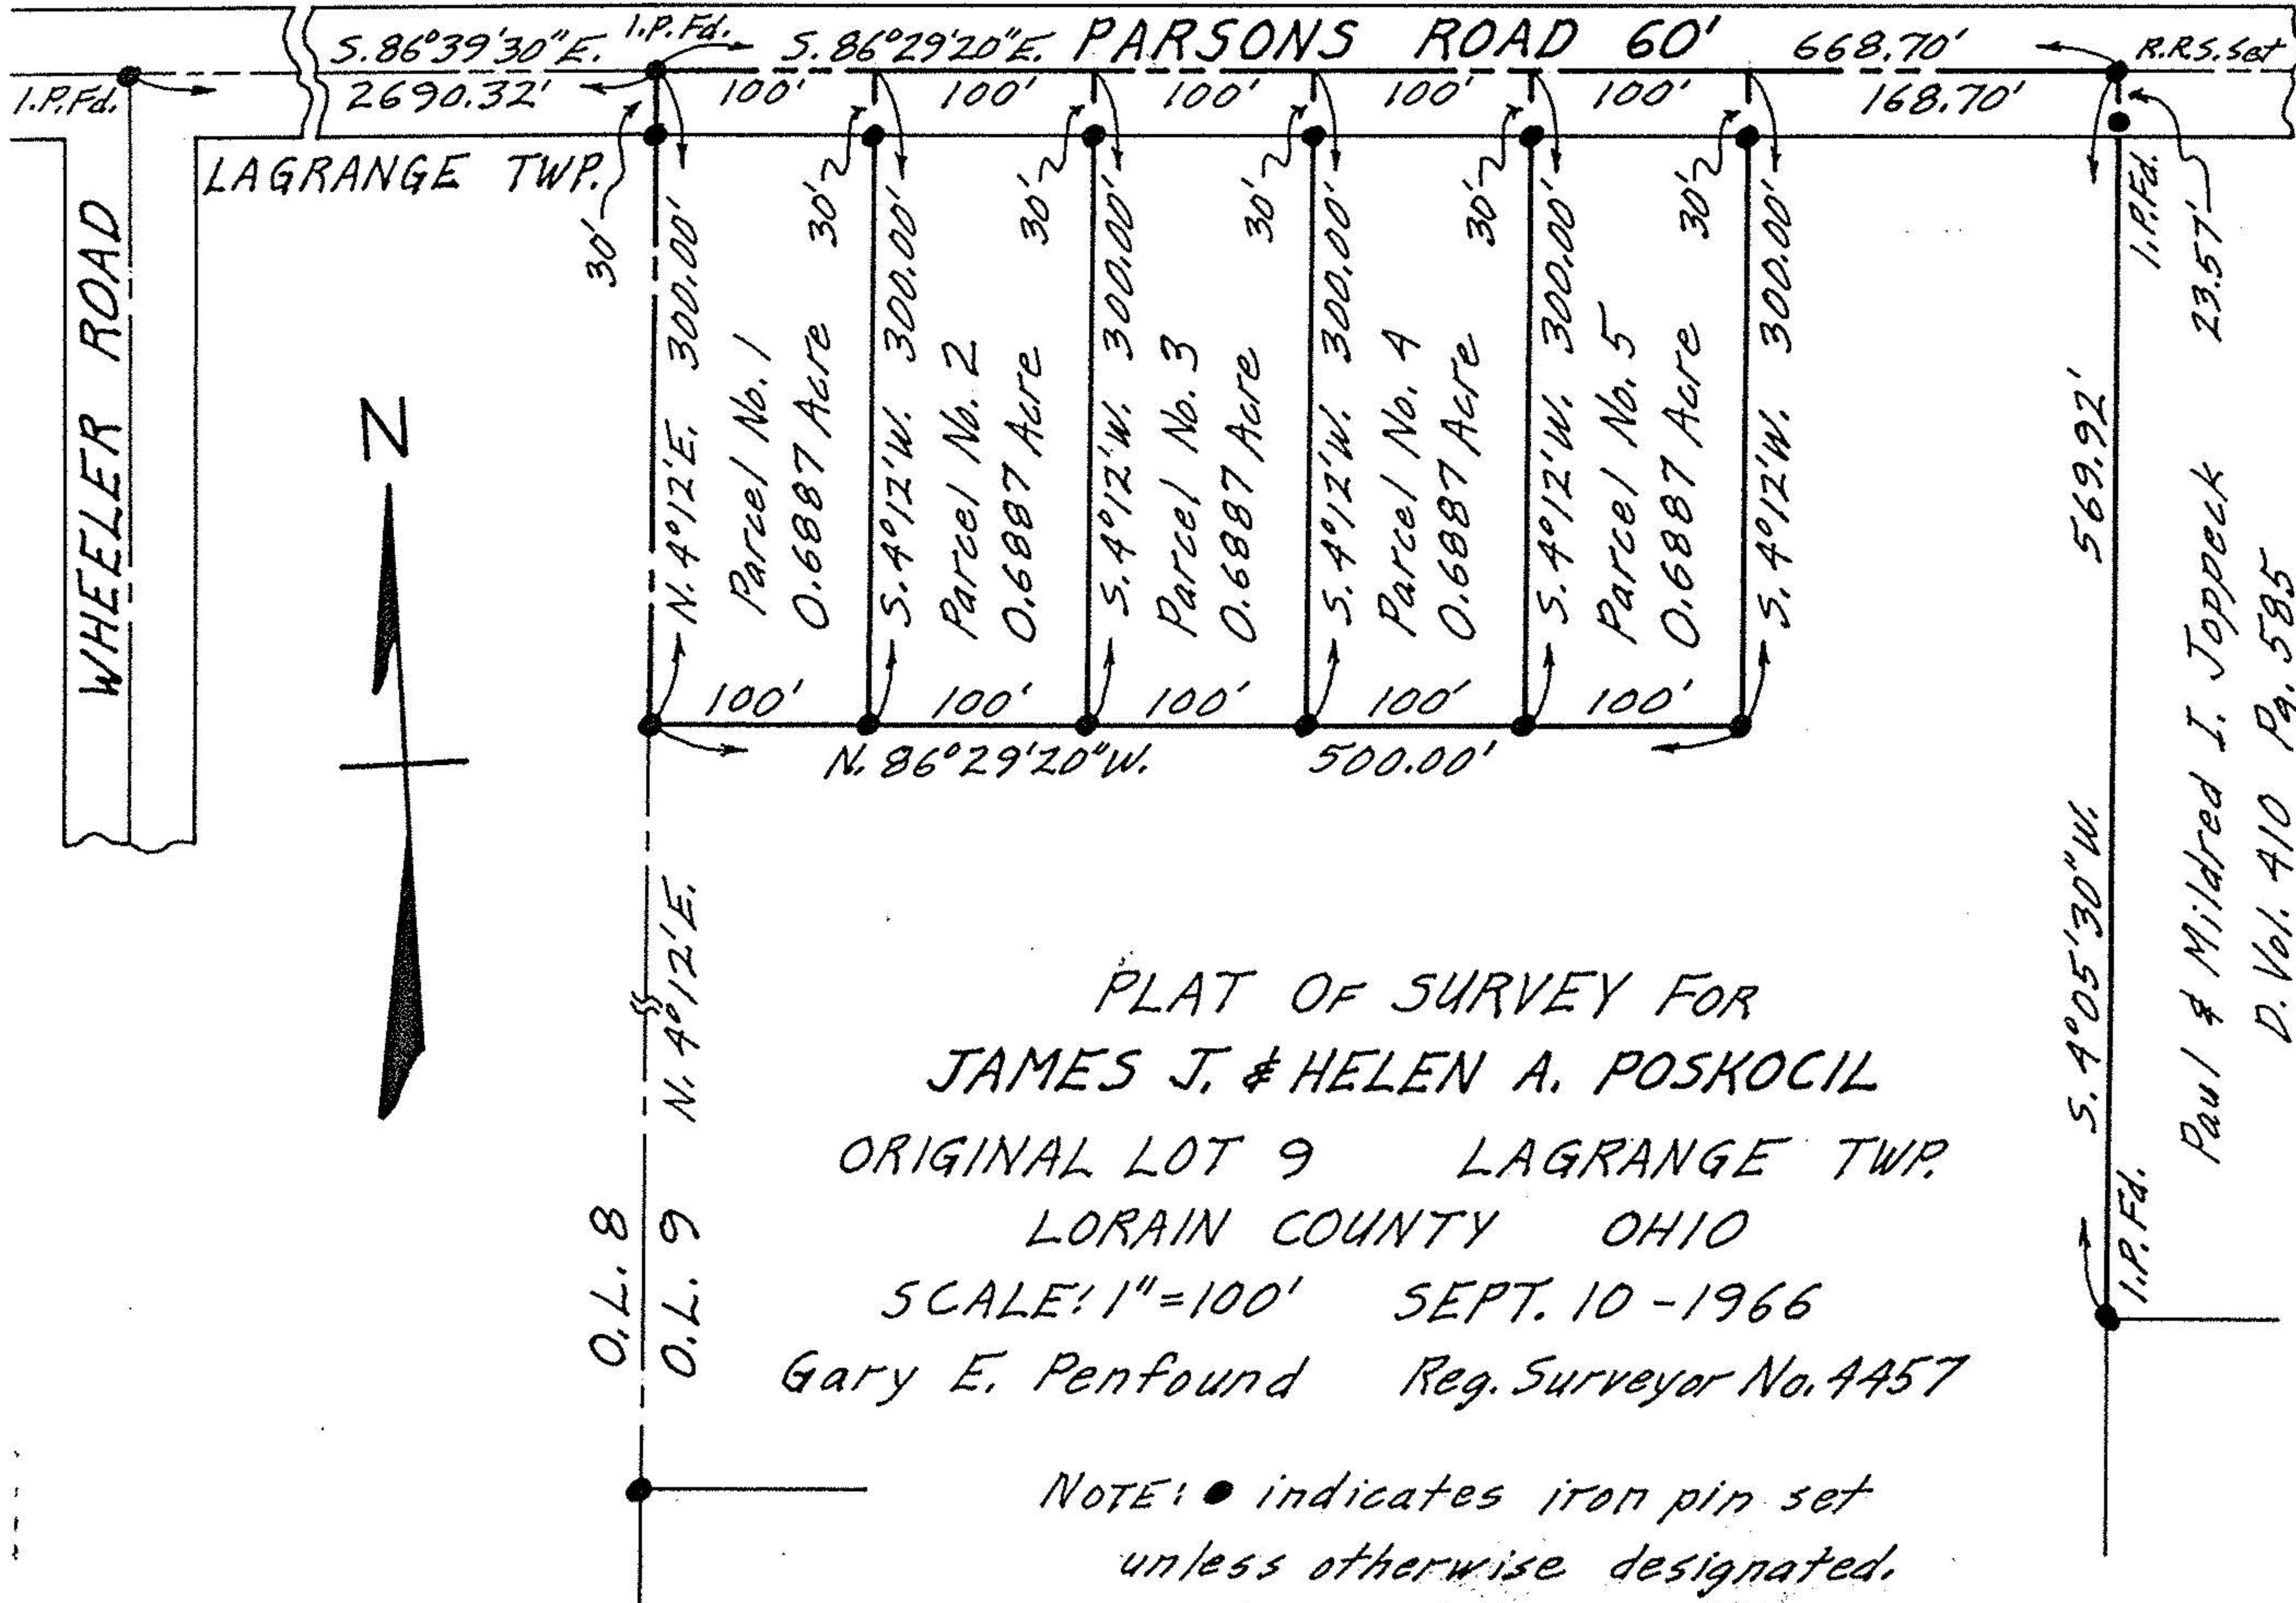 S. 86°39'30"E.
I.P.Fd.
S. 86°29'20"E.
PARSONS ROAD 60'
668.70'
R.R.S. Set
I.P.Fd.
2690.32'
100'
100'
100'
100'
100'
168.70'
LAGRANGE TWP.
30'
30'
30'
30'
30'
30'
I.P.Fd.
23.57'
WHEELER ROAD
N
N. 4°12'E. 300.00'
Parcel No. 1
0.6887 Acre
S. 4°12'W. 300.00'
Parcel No. 2
0.6887 Acre
S. 4°12'W. 300.00'
Parcel No. 3
0.6887 Acre
S. 4°12'W. 300.00'
Parcel No. 4
0.6887 Acre
S. 4°12'W. 300.00'
Parcel No. 5
0.6887 Acre
S. 4°12'W. 300.00'
S. 4°05'30"W. 569.92'
Paul & Mildred I. Joppeck
D. Vol. 410 Pg. 585
100'
100'
100'
100'
100'
N. 86°29'20"W. 500.00'
N. 4°12'E.
O.L. 8
O.L. 9
I.P.Fd.
PLAT OF SURVEY FOR
JAMES J. & HELEN A. POSKOCIL
ORIGINAL LOT 9 LAGRANGE TWP.
LORAIN COUNTY OHIO
SCALE: 1"=100' SEPT. 10 - 1966
Gary E. Penfound Reg. Surveyor No. 4457
NOTE: ● indicates iron pin set
unless otherwise designated.